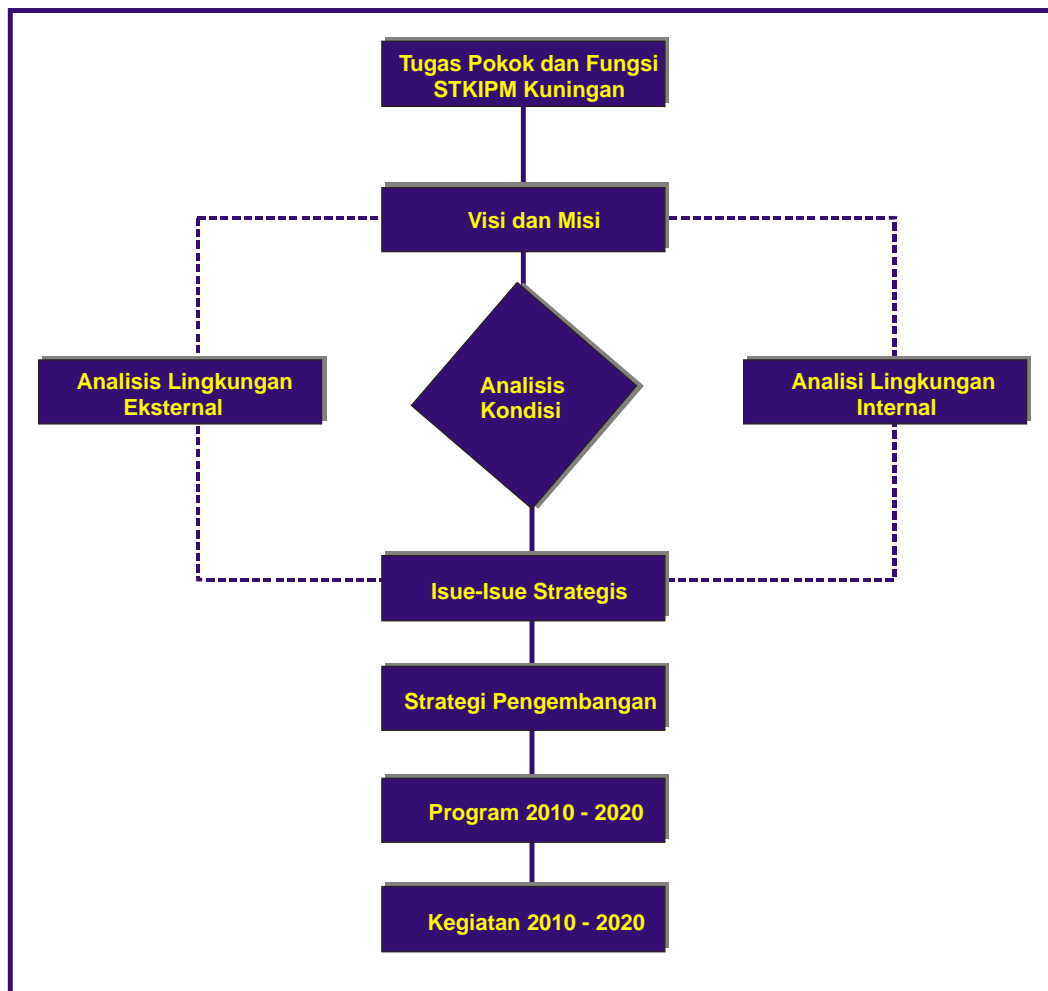 Tugas Pokok dan Fungsi
STKIPM Kuningan
Visi dan Misi
Analisis Lingkungan
Eksternal
Analisis
Kondisi
Analisi Lingkungan
Internal
Isue-Isue Strategis
Strategi Pengembangan
Program 2010 - 2020
Kegiatan 2010 - 2020